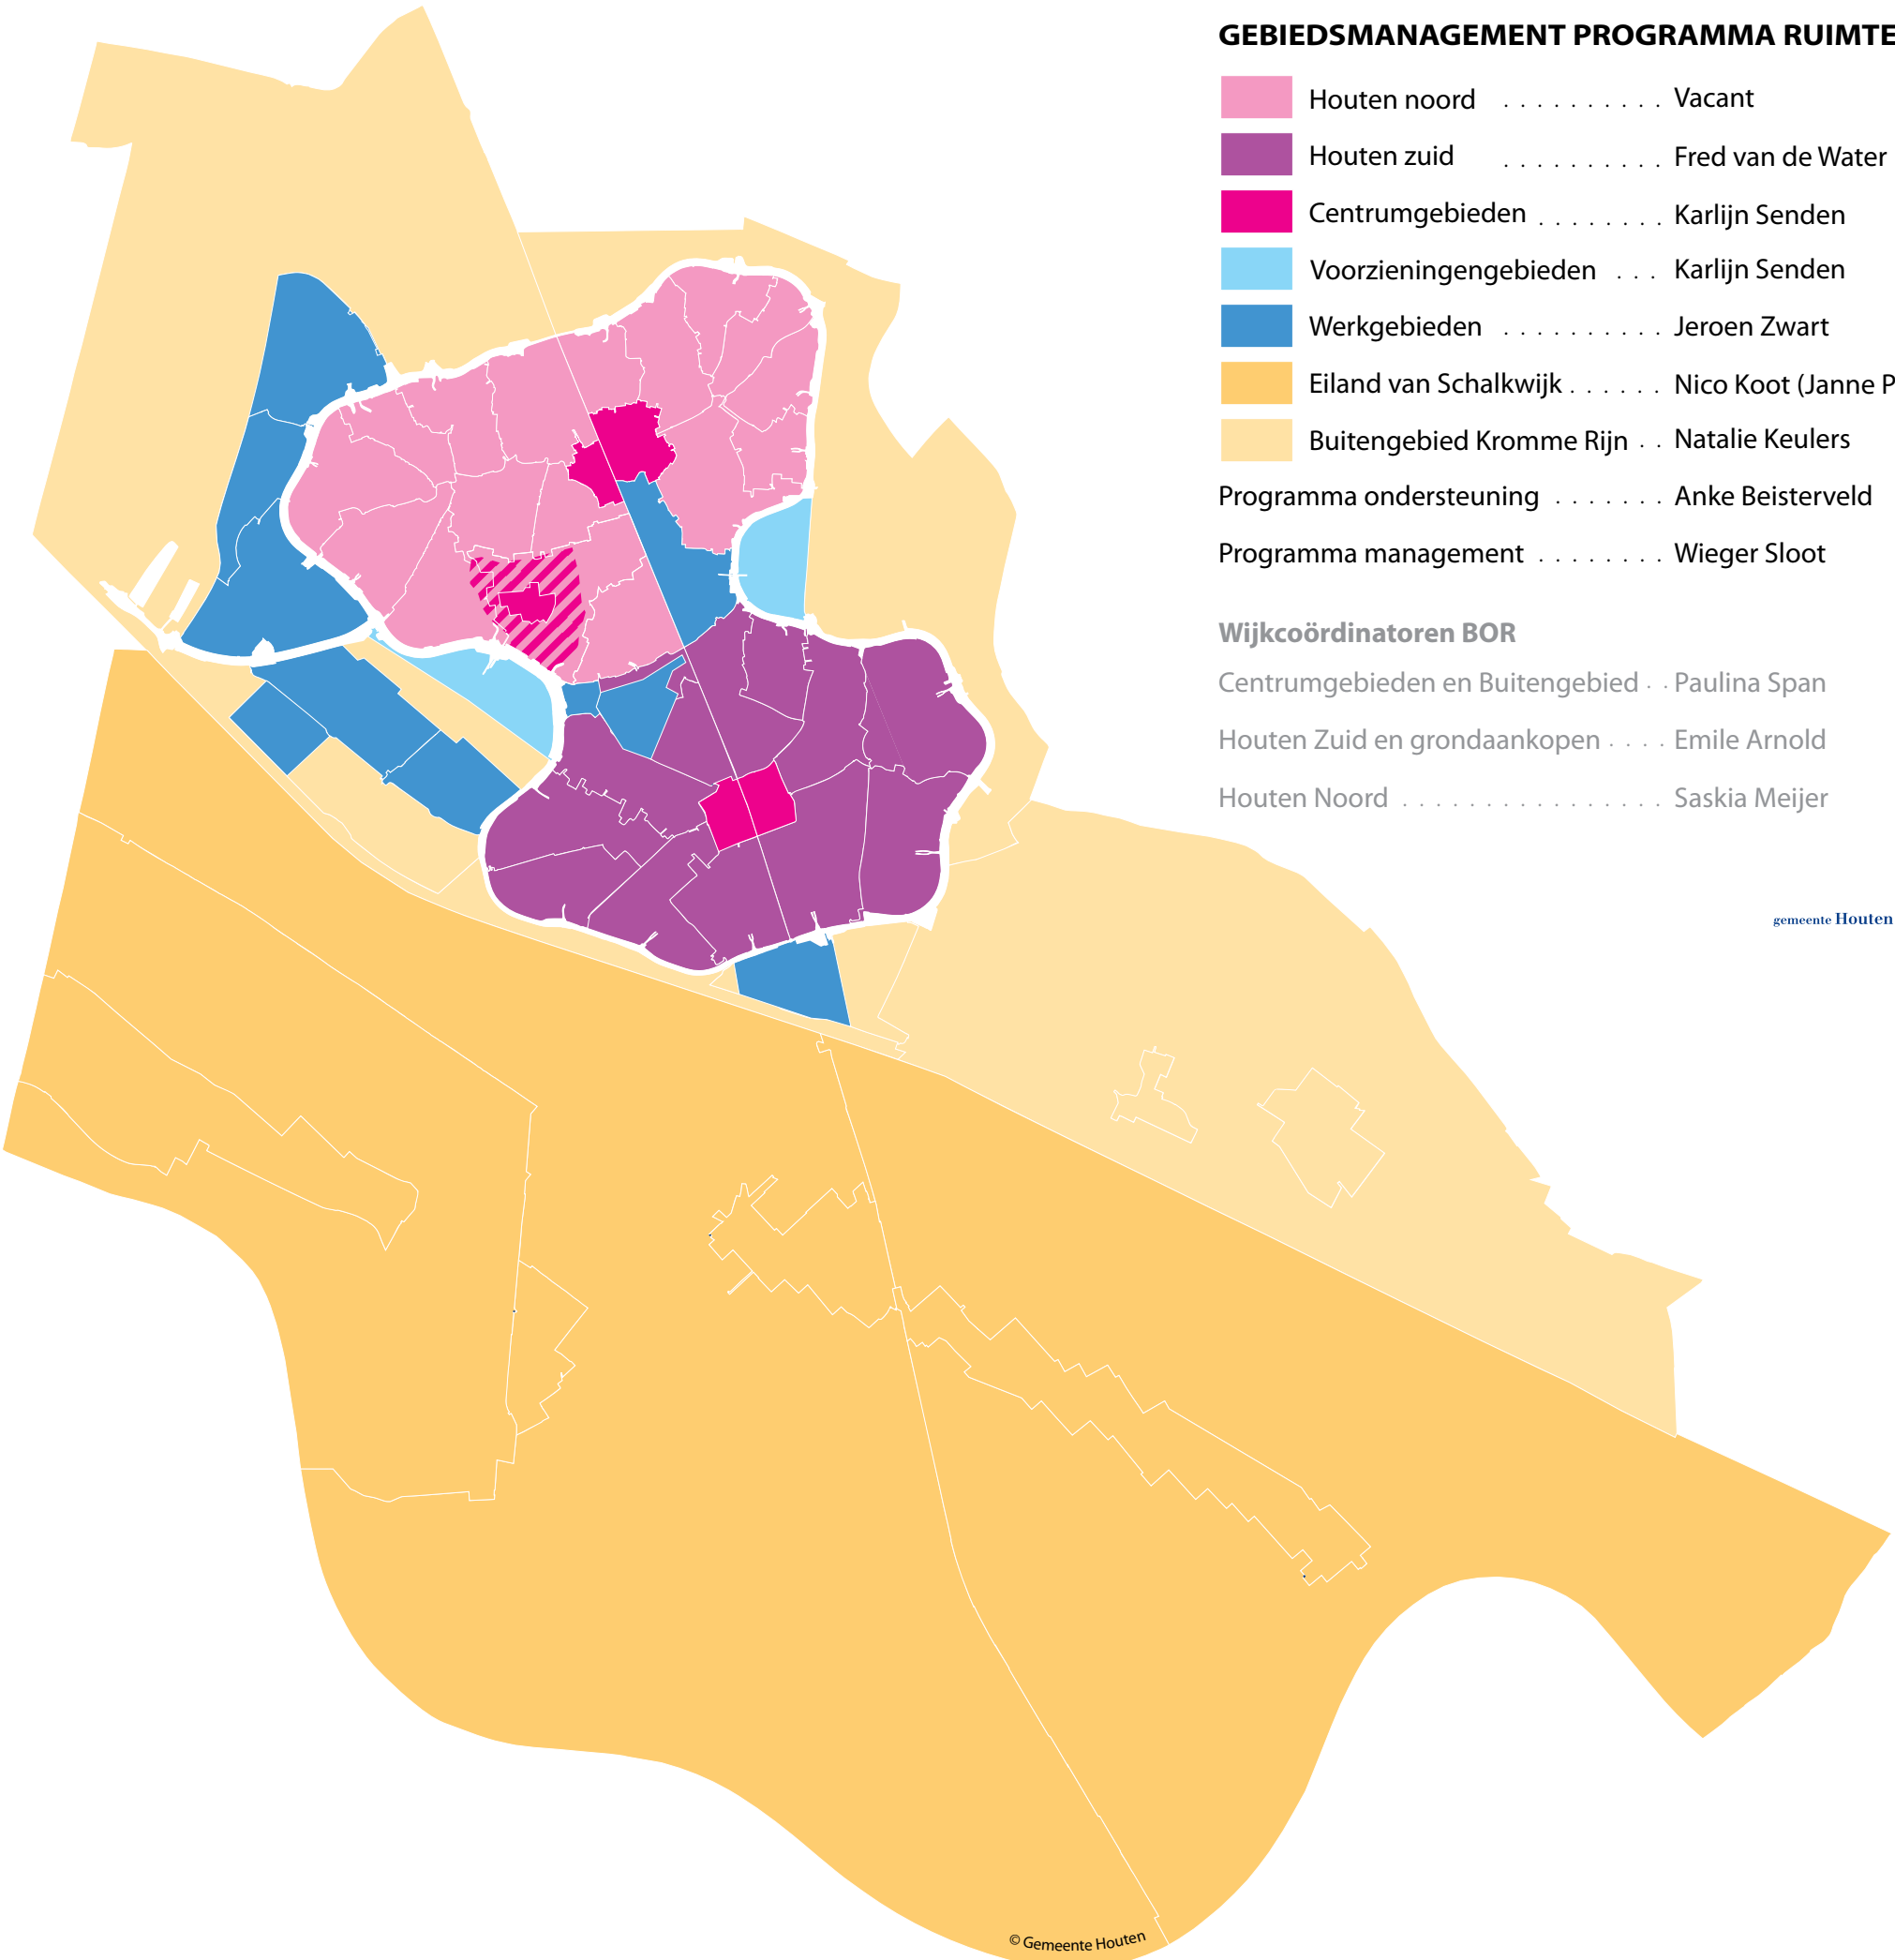 GEBIEDSMANAGEMENT PROGRAMMA RUIMTE
Houten noord . . . . . . . . . . Vacant
Houten zuid . . . . . . . . . . Fred van de Water
Centrumgebieden . . . . . . . . Karlijn Senden
Voorzieningengebieden . . . Karlijn Senden
Werkgebieden . . . . . . . . . . Jeroen Zwart
Eiland van Schalkwijk . . . . . . Nico Koot (Janne P
Buitengebied Kromme Rijn . . Natalie Keulers
Programma ondersteuning . . . . . . . Anke Beisterveld
Programma management . . . . . . . . Wieger Sloot
Wijkcoördinatoren BOR
Centrumgebieden en Buitengebied . . Paulina Span
Houten Zuid en grondaankopen . . . . Emile Arnold
Houten Noord . . . . . . . . . . . . . . . . Saskia Meijer
gemeente Houten
© Gemeente Houten